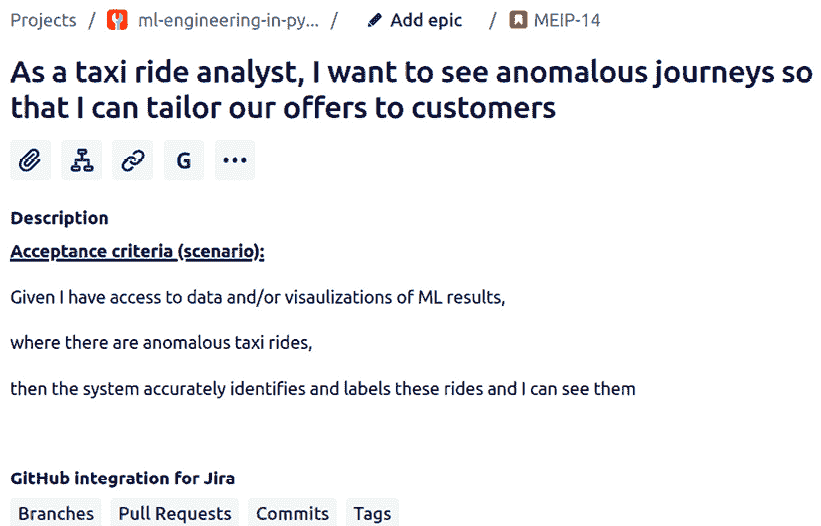 Projects / ml-engineering-in-py... / Add epic / MEIP-14
As a taxi ride analyst, I want to see anomalous journeys so
that I can tailor our offers to customers
G ...
Description
Acceptance criteria (scenario):
Given I have access to data and/or visaulizations of ML results,
where there are anomalous taxi rides,
then the system accurately identifies and labels these rides and I can see them
GitHub integration for Jira
Branches Pull Requests Commits Tags